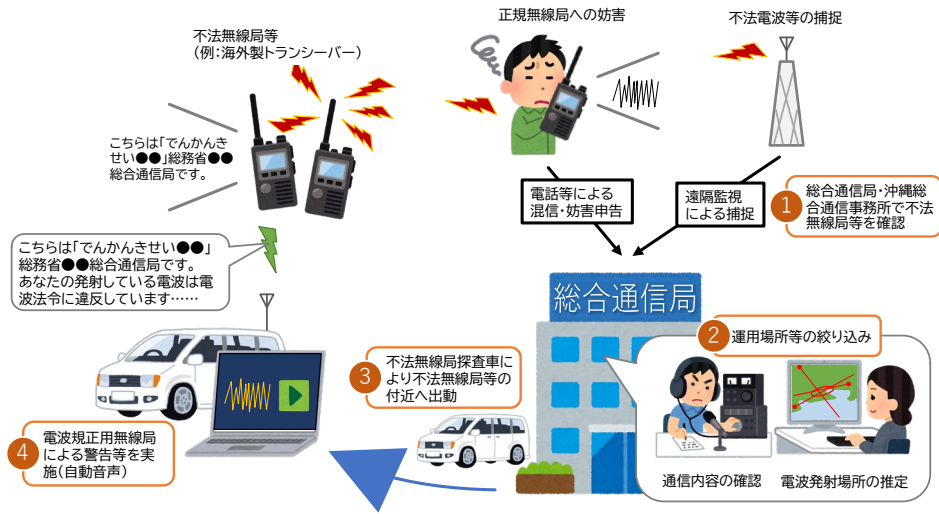 不法無線局等
（例：海外製トランシーバー）
正規無線局への妨害
不法電波等の捕捉
こちらは「でんかんき
せい●●」総務省●●
総合通信局です。
電話等による
混信・妨害申告
遠隔監視
による捕捉
1
総合通信局・沖縄総
合通信事務所で不法
無線局等を確認
こちらは「でんかんきせい●●」
総務省●●総合通信局です。
あなたの発射している電波は電
波法令に違反しています……
総合通信局
2
運用場所等の絞り込み
通信内容の確認
電波発射場所の推定
3
不法無線局探査車に
より不法無線局等の
付近へ出動
4
電波規正用無線局
による警告等を実
施（自動音声）